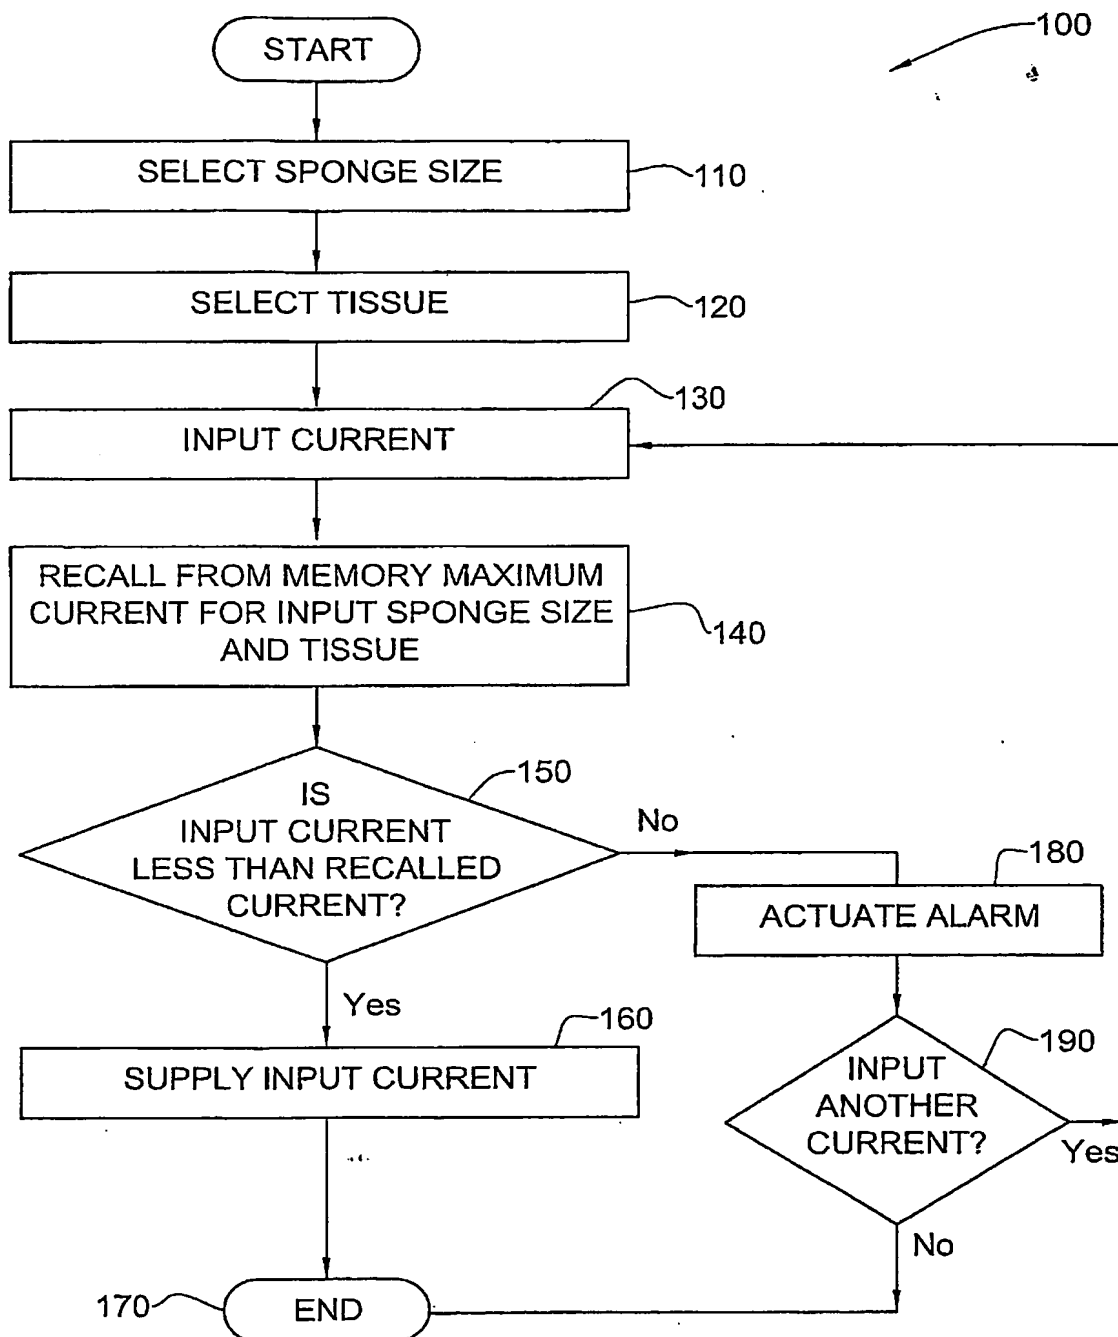 START
100
SELECT SPONGE SIZE
110
SELECT TISSUE
120
130
INPUT CURRENT
RECALL FROM MEMORY MAXIMUM
CURRENT FOR INPUT SPONGE SIZE
AND TISSUE
140
150
IS
INPUT CURRENT
LESS THAN RECALLED
CURRENT?
No
180
ACTUATE ALARM
Yes
160
SUPPLY INPUT CURRENT
190
INPUT
ANOTHER
CURRENT?
Yes
No
170
END